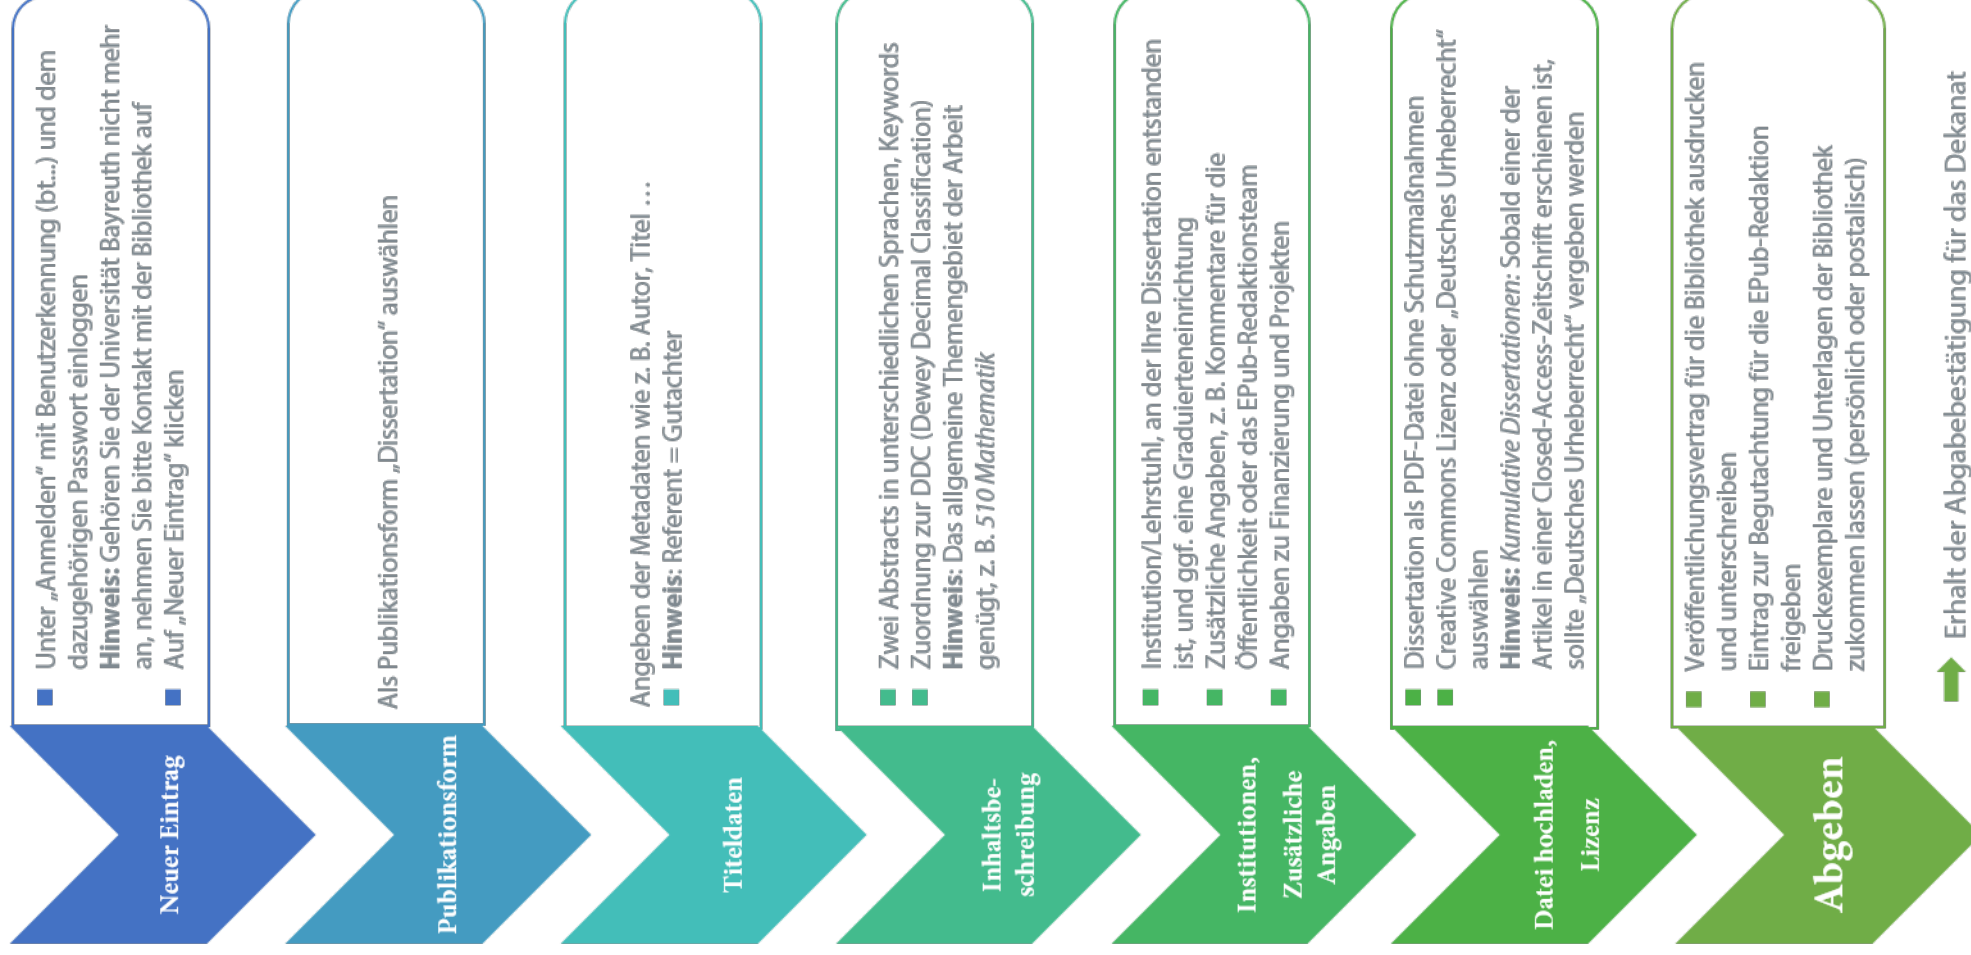 Neuer Eintrag
Unter „Anmelden“ mit Benutzerkennung (bt...) und dem
dazugehörigen Passwort einloggen
Hinweis: Gehören Sie der Universität Bayreuth nicht mehr
an, nehmen Sie bitte Kontakt mit der Bibliothek auf
Auf „Neuer Eintrag“ klicken
Publikationsform
Als Publikationsform „Dissertation“ auswählen
Titeldaten
Angeben der Metadaten wie z. B. Autor, Titel …
Hinweis: Referent = Gutachter
Inhaltsbe-
schreibung
Zwei Abstracts in unterschiedlichen Sprachen, Keywords
Zuordnung zur DDC (Dewey Decimal Classification)
Hinweis: Das allgemeine Themengebiet der Arbeit
genügt, z. B. 510 Mathematik
Institutionen,
Zusätzliche
Angaben
Institution/Lehrstuhl, an der Ihre Dissertation entstanden
ist, und ggf. eine Graduierteneinrichtung
Zusätzliche Angaben, z. B. Kommentare für die
Öffentlichkeit oder das EPub-Redaktionsteam
Angaben zu Finanzierung und Projekten
Datei hochladen,
Lizenz
Dissertation als PDF-Datei ohne Schutzmaßnahmen
Creative Commons Lizenz oder „Deutsches Urheberrecht“
auswählen
Hinweis: Kumulative Dissertationen: Sobald einer der
Artikel in einer Closed-Access-Zeitschrift erschienen ist,
sollte „Deutsches Urheberrecht“ vergeben werden
Abgeben
Veröffentlichungsvertrag für die Bibliothek ausdrucken
und unterschreiben
Eintrag zur Begutachtung für die EPub-Redaktion
freigeben
Druckexemplare und Unterlagen der Bibliothek
zukommen lassen (persönlich oder postalisch)
Erhalt der Abgabebestätigung für das Dekanat